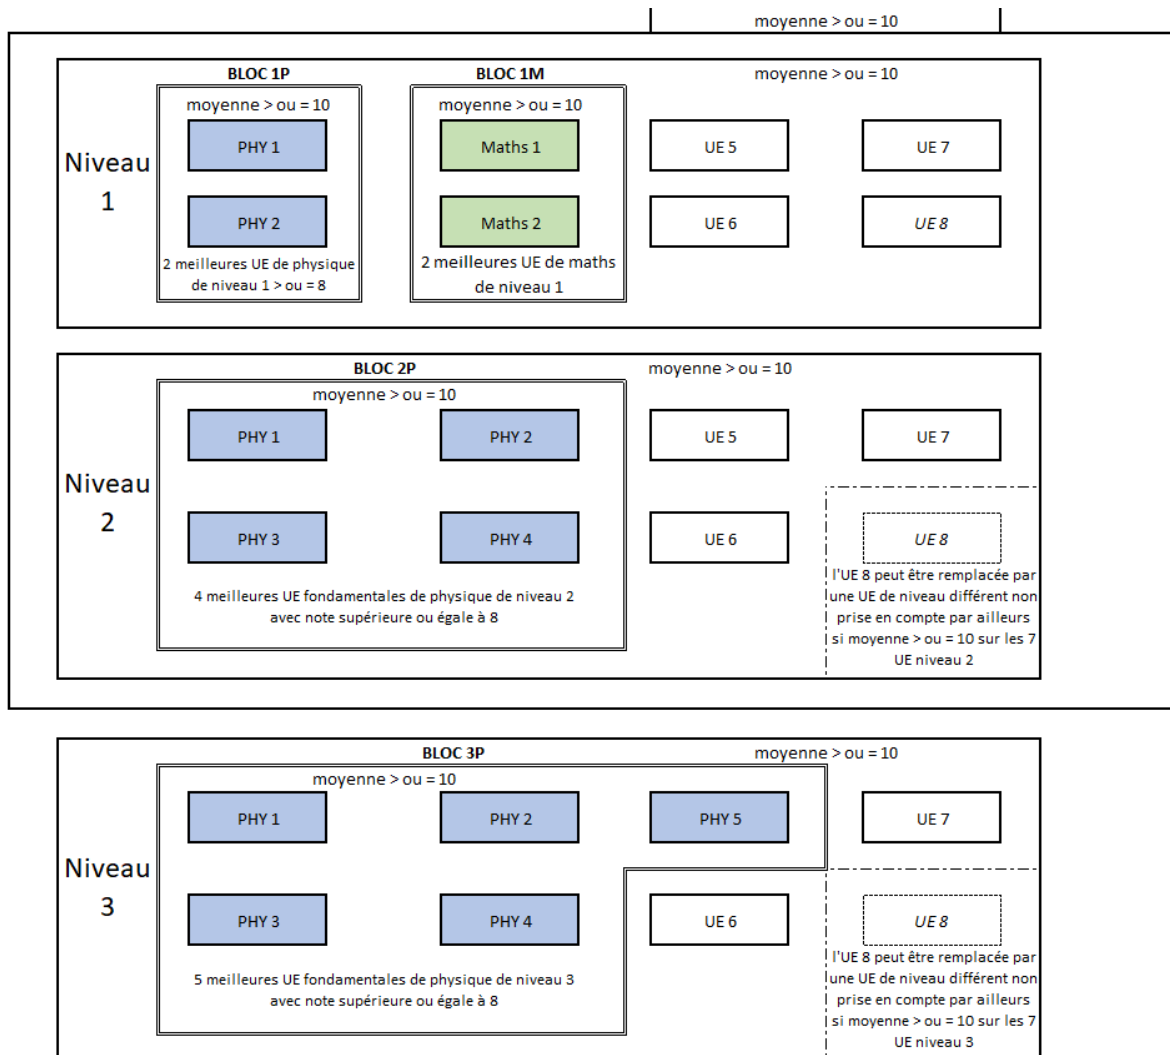 moyenne > ou = 10
BLOC 1P
BLOC 1M
moyenne > ou = 10
moyenne > ou = 10
moyenne > ou = 10
Niveau
1
PHY 1
Maths 1
UE 5
UE 7
PHY 2
Maths 2
UE 6
UE 8
2 meilleures UE de physique
de niveau 1 > ou = 8
2 meilleures UE de maths
de niveau 1
BLOC 2P
moyenne > ou = 10
moyenne > ou = 10
Niveau
2
PHY 1
PHY 2
UE 5
UE 7
PHY 3
PHY 4
UE 6
UE 8
4 meilleures UE fondamentales de physique de niveau 2
avec note supérieure ou égale à 8
l'UE 8 peut être remplacée par
une UE de niveau différent non
prise en compte par ailleurs
si moyenne > ou = 10 sur les 7
UE niveau 2
BLOC 3P
moyenne > ou = 10
moyenne > ou = 10
Niveau
3
PHY 1
PHY 2
PHY 5
UE 7
PHY 3
PHY 4
UE 6
UE 8
5 meilleures UE fondamentales de physique de niveau 3
avec note supérieure ou égale à 8
l'UE 8 peut être remplacée par
une UE de niveau différent non
prise en compte par ailleurs
si moyenne > ou = 10 sur les 7
UE niveau 3